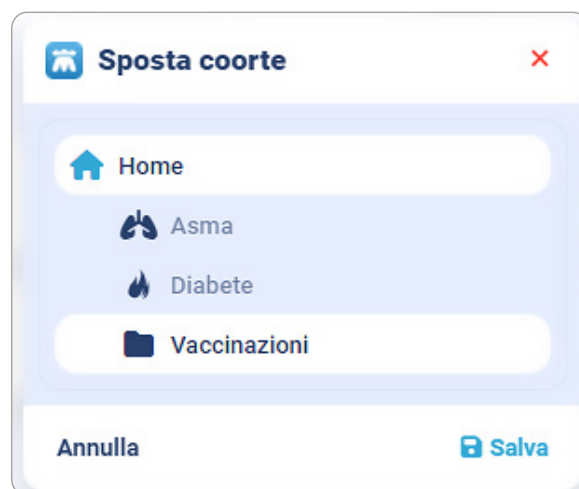 Sposta coorte
Home
Asma
Diabete
Vaccinazioni
Annulla Salva